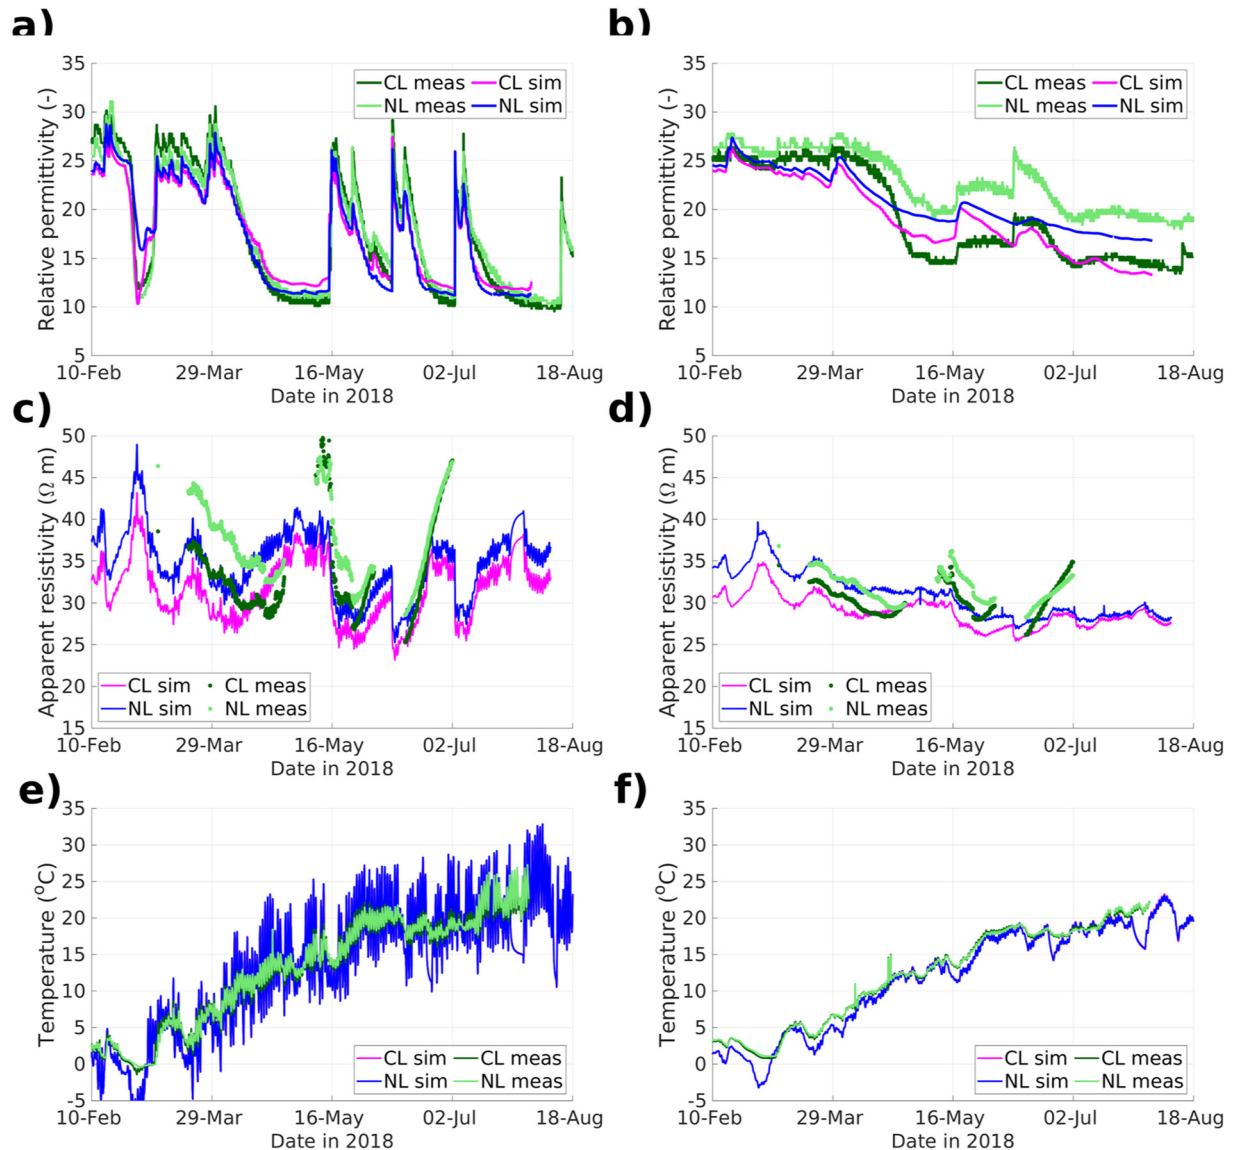 a)
35
30
25
20
15
10
5
Relative permittivity (-)
CL meas CL sim
NL meas NL sim
10-Feb 29-Mar 16-May 02-Jul 18-Aug
Date in 2018
b)
35
30
25
20
15
10
5
Relative permittivity (-)
CL meas CL sim
NL meas NL sim
10-Feb 29-Mar 16-May 02-Jul 18-Aug
Date in 2018
c)
50
45
40
35
30
25
20
15
Apparent resistivity (Ω m)
CL sim CL meas
NL sim NL meas
10-Feb 29-Mar 16-May 02-Jul 18-Aug
Date in 2018
d)
50
45
40
35
30
25
20
15
Apparent resistivity (Ω m)
CL sim CL meas
NL sim NL meas
10-Feb 29-Mar 16-May 02-Jul 18-Aug
Date in 2018
e)
35
30
25
20
15
10
5
0
-5
Temperature (°C)
CL sim CL meas
NL sim NL meas
10-Feb 29-Mar 16-May 02-Jul 18-Aug
Date in 2018
f)
35
30
25
20
15
10
5
0
-5
Temperature (°C)
CL sim CL meas
NL sim NL meas
10-Feb 29-Mar 16-May 02-Jul 18-Aug
Date in 2018